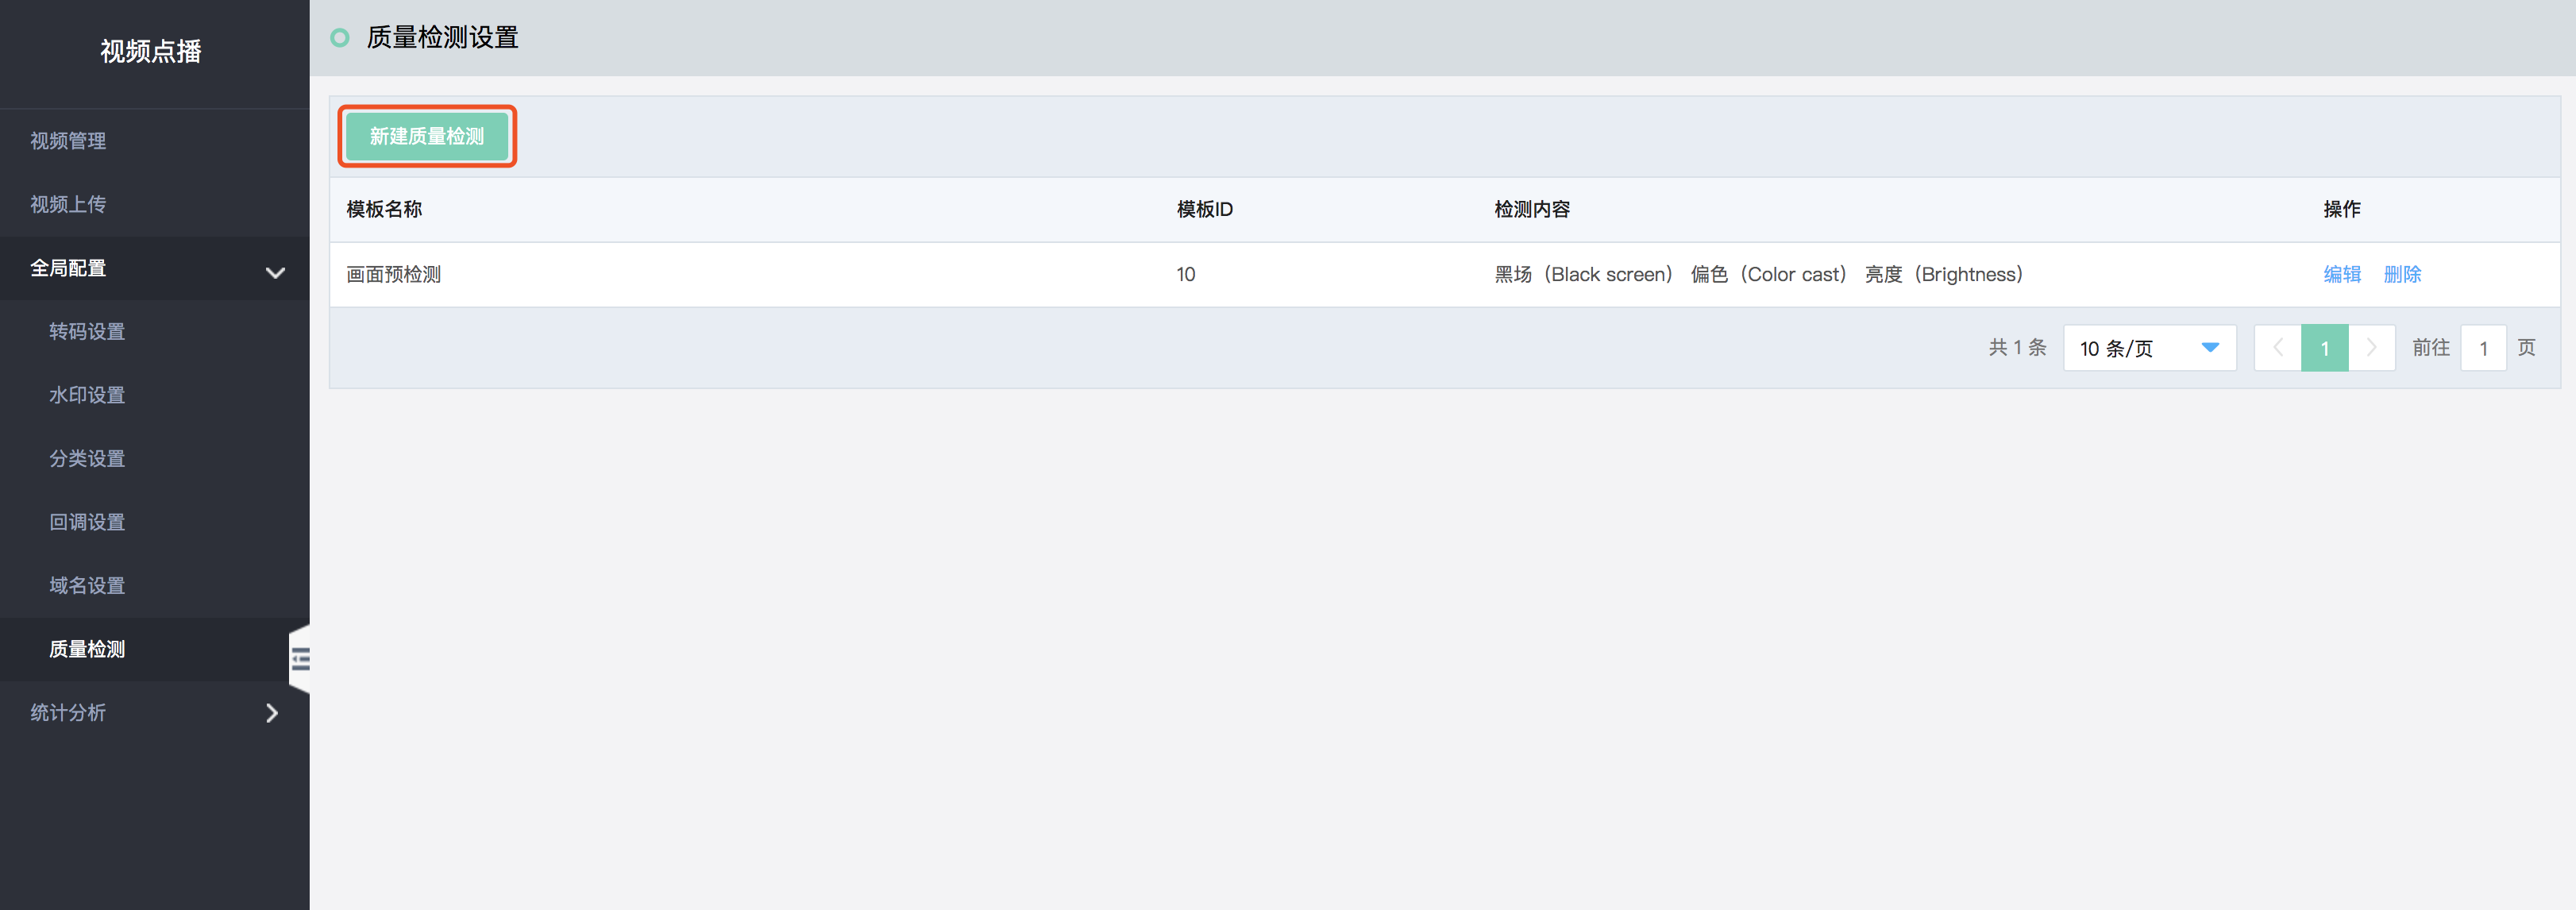 视频点播
视频管理
视频上传
全局配置
转码设置
水印设置
分类设置
回调设置
域名设置
质量检测
统计分析
质量检测设置
新建质量检测
模板名称 模板ID 检测内容 操作
画面预检测 10 黑场（Black screen） 偏色（Color cast） 亮度（Brightness） 编辑 删除
共 1 条 10 条/页 1 前往 1 页